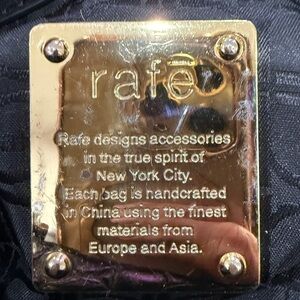 rafe
Rafe designs accessories
in the true spirit of
New York City.
Each bag is handcrafted
in China using the finest
materials from
Europe and Asia.